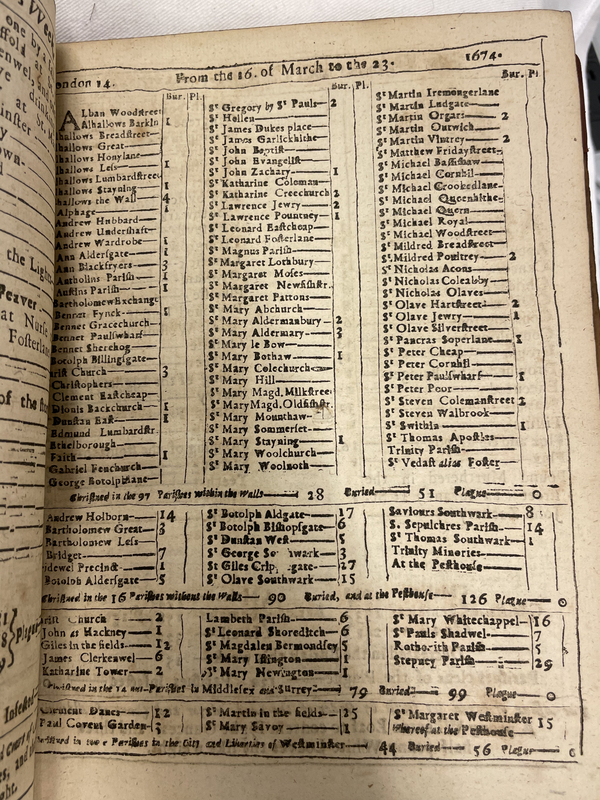 ondon 14. From the 16. of March to the 23. 1674.
Bur. Pl.
ALban Woodstreet
Alhallows Barkin 1
lhallows Breadstreet
lhallows Great
lhallows Honylane
lhallows Less 1
lhallows Lumbardstreet
lhallows Stayning 1
lhallows the Wall 4
Alphage 1
Andrew Hubbard
Andrew Undershaft
Andrew Wardrobe 1
Ann Aldersgate 1
Ann Blackfryers 3
Antholins Parish 1
Austins Parish 1
Bartholomew Exchange
Bennet Fynck 1
Bennet Gracechurch
Bennet Paulswharf
Bennet Sherehog
Botolph Billingsgate
rist Church 3
Christophers
Clement Eastcheap
Dionis Backchurch 1
Dunstan East 1
Edmund Lumbardstr.
Ethelborough
Faith 1
Gabriel Fenchurch
George Botolphlane
Bur. Pl.
St Gregory by St Pauls 2
St Hellen
St James Dukes place
St James Garlickhithe
St John Baptist
St John Evangelist
St John Zachary 1
St Katharine Coleman
St Katharine Creechurch 2
St Lawrence Jewry 2
St Lawrence Pountney 1
St Leonard Eastcheap
St Leonard Fosterlane
St Magnus Parish
St Margaret Lothbury
St Margaret Moses
St Margaret Newfishstr.
St Margaret Pattons
St Mary Abchurch
St Mary Aldermanbury 2
St Mary Aldermary 3
St Mary le Bow
St Mary Bothaw 1
St Mary Colechurch
St Mary Hill
St Mary Magd. Milkstreet
St Mary Magd. Oldfishstr.
St Mary Mounthaw
St Mary Sommerset
St Mary Stayning 1
St Mary Woolchurch
St Mary Woolnoth
Bur. Pl.
St Martin Iremongerlane
St Martin Ludgate
St Martin Orgars 2
St Martin Outwich
St Martin Vintrey 2
St Matthew Fridaystreet
St Michael Bassishaw
St Michael Cornhil
St Michael Crookedlane
St Michael Queenhithe
St Michael Quern
St Michael Royal
St Michael Woodstreet
St Mildred Breadstreet
St Mildred Poultrey 2
St Nicholas Acons
St Nicholas Coleabby
St Nicholas Olaves
St Olave Hartstreet 2
St Olave Jewry 1
St Olave Silverstreet
St Pancras Soperlane 1
St Peter Cheap
St Peter Cornhil
St Peter Paulswharf 1
St Peter Poor
St Steven Colemanstreet 2
St Steven Walbrook
St Swithin 1
St Thomas Apostles
Trinity Parish
St Vedast alias Foster
Christned in the 97 Parishes within the Walls 28 Buried 51 Plague 0
Andrew Holborn 14
Bartholomew Great 3
Bartholomew Less
Bridget 7
idewel Precinct 1
Botolph Aldersgate 5
St Botolph Aldgate 17
St Botolph Bishopsgate 6
St Dunstan West 5
St George So wark 3
St Giles Crip gate 27
St Olave Southwark 15
Saviours Southwark 8
S. Sepulchres Parish 14
St Thomas Southwark 1
Trinity Minories
At the Pesthouse
Christned in the 16 Parishes without the Walls 90 Buried, and at the Pesthouse 126 Plague 0
rist Church 2
John at Hackney 1
Giles in the fields 12
James Clerkenwel 6
Katharine Tower 2
Lambeth Parish 6
St Leonard Shoreditch 6
St Magdalen Bermondsey 5
St Mary Islington 1
St Mary Newington 1
St Mary Whitechappel 16
St Pauls Shadwel 7
Rotherith Parish 5
Stepney Parish 29
Christned in the 14 out-Parishes in Middlesex and Surrey 79 Buried 99 Plague 0
Clement Danes 12
Paul Covent Garden 3
St Martin in the fields 25
St Mary Savoy 1
St Margaret Westminster 15
Whereof at the Pesthouse
Christned in the Parishes in the City and Liberties of Westminster 44 Buried 56 Plague 0